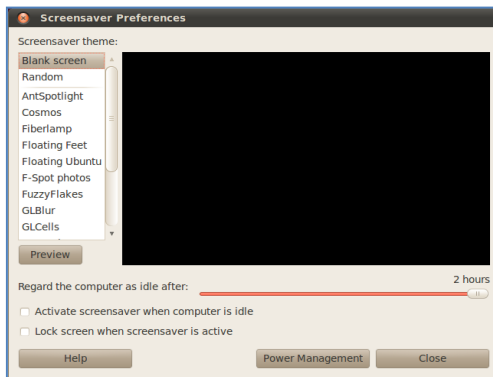 Screensaver Preferences
Screensaver theme:
Blank screen
Random
AntSpotlight
Cosmos
Fiberlamp
Floating Feet
Floating Ubuntu
F-Spot photos
FuzzyFlakes
GLBlur
GLCells
Preview
2 hours
Regard the computer as idle after:
Activate screensaver when computer is idle
Lock screen when screensaver is active
Help
Power Management
Close